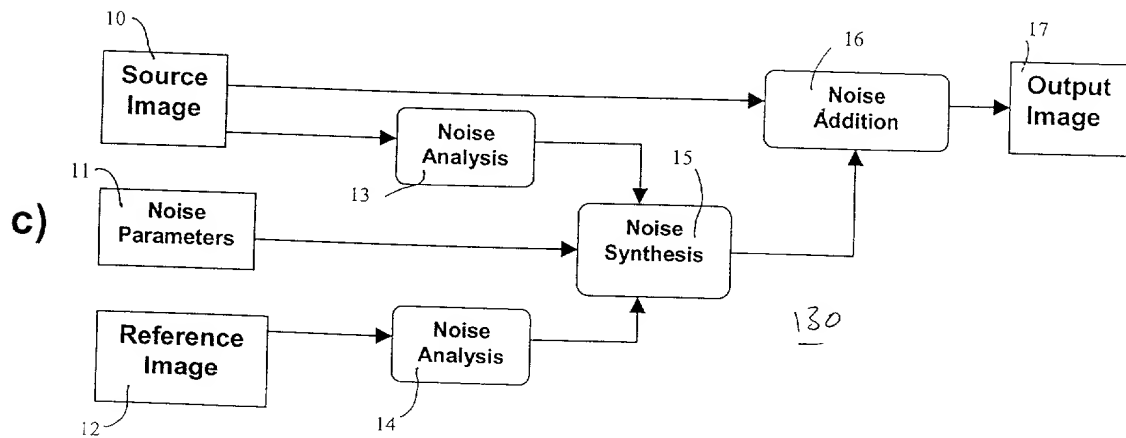 10
Source
Image
16
Noise
Addition
17
Output
Image
Noise
Analysis
13
11
Noise
Parameters
c)
15
Noise
Synthesis
12
Reference
Image
Noise
Analysis
14
130